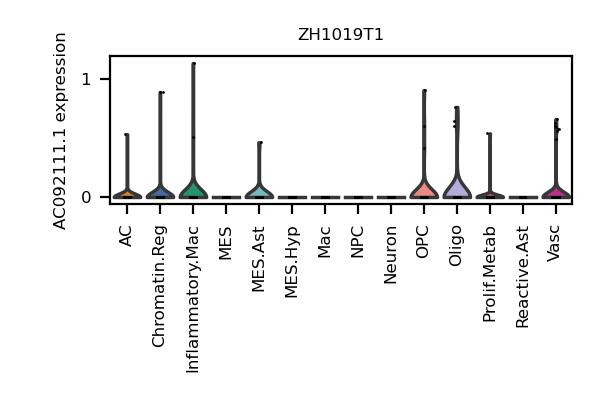 ZH1019T1
AC092111.1 expression
1
0
AC
Chromatin.Reg
Inflammatory.Mac
MES
MES.Ast
MES.Hyp
Mac
NPC
Neuron
OPC
Oligo
Prolif.Metab
Reactive.Ast
Vasc